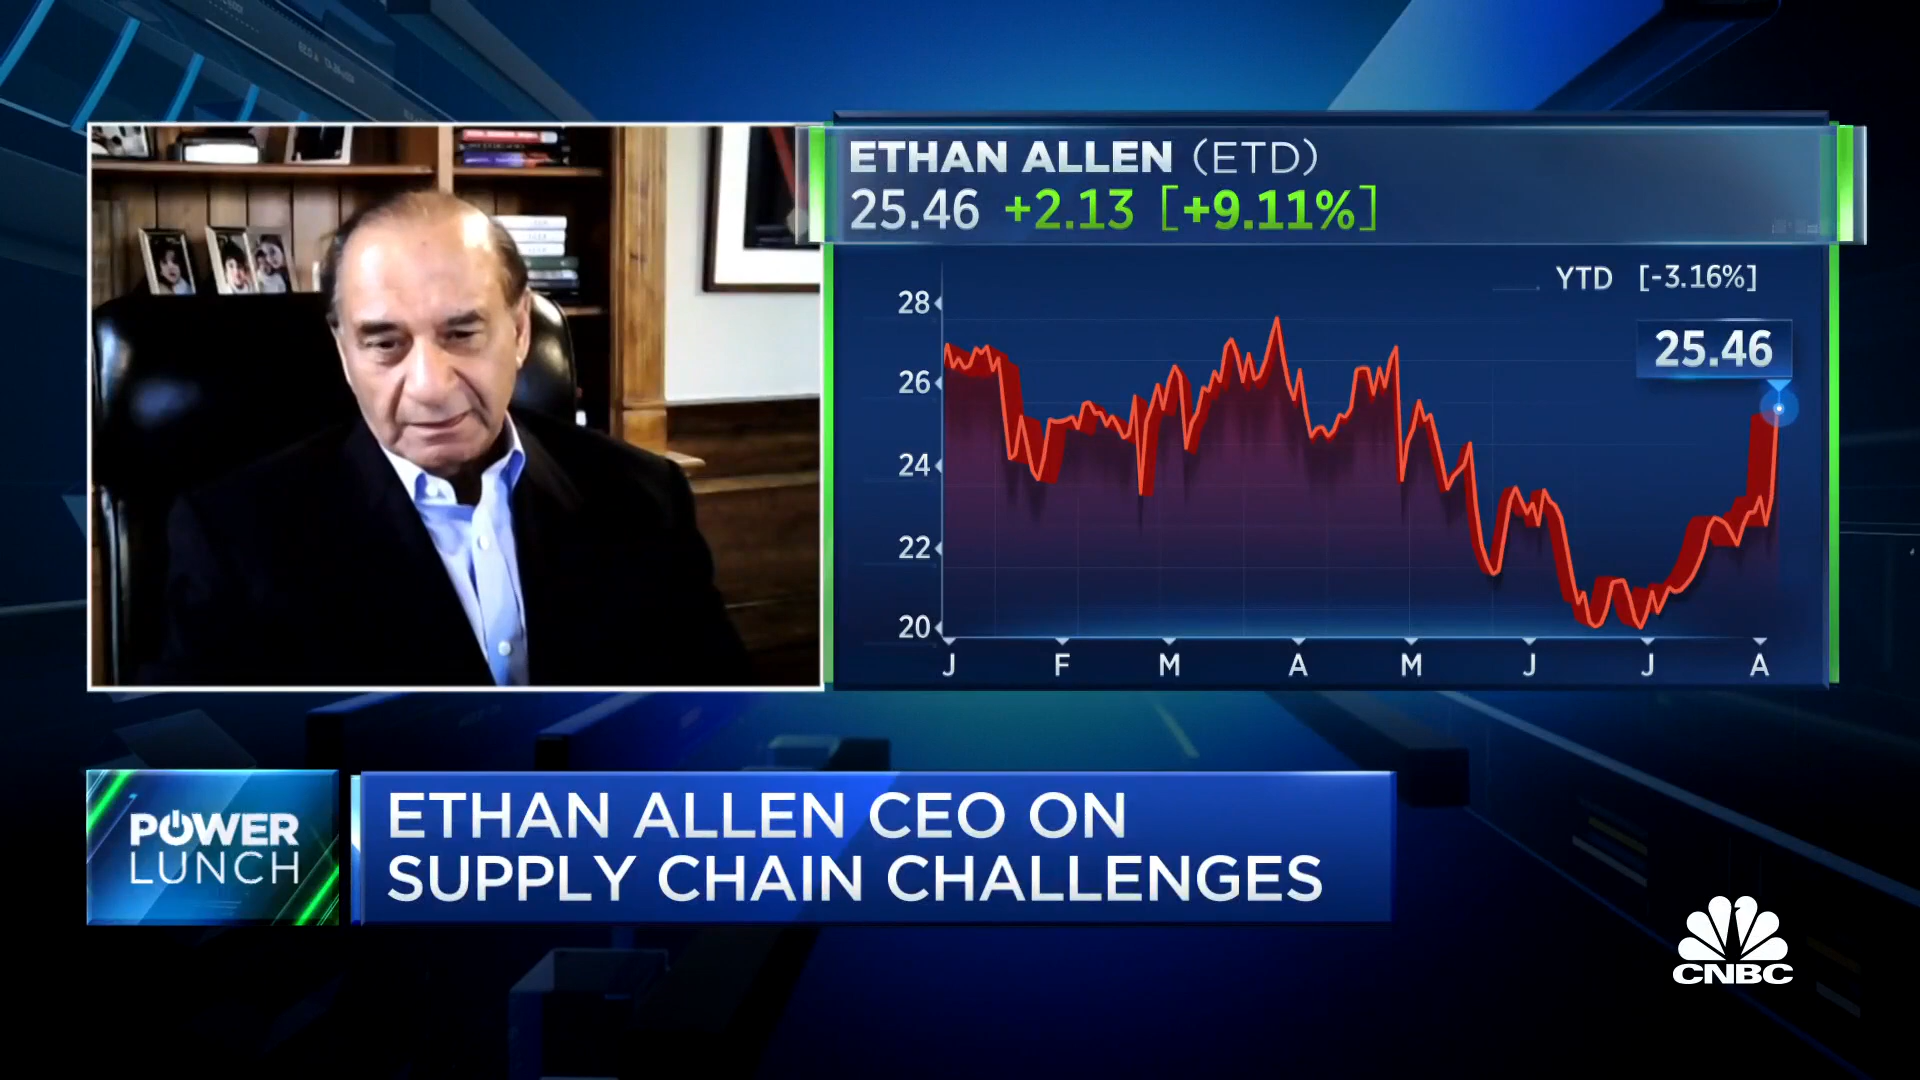 ETHAN ALLEN (ETD)
25.46 +2.13 [+9.11%]
YTD [-3.16%]
25.46
28
26
24
22
20
J F M A M J J A
POWER
LUNCH
ETHAN ALLEN CEO ON
SUPPLY CHAIN CHALLENGES
CNBC